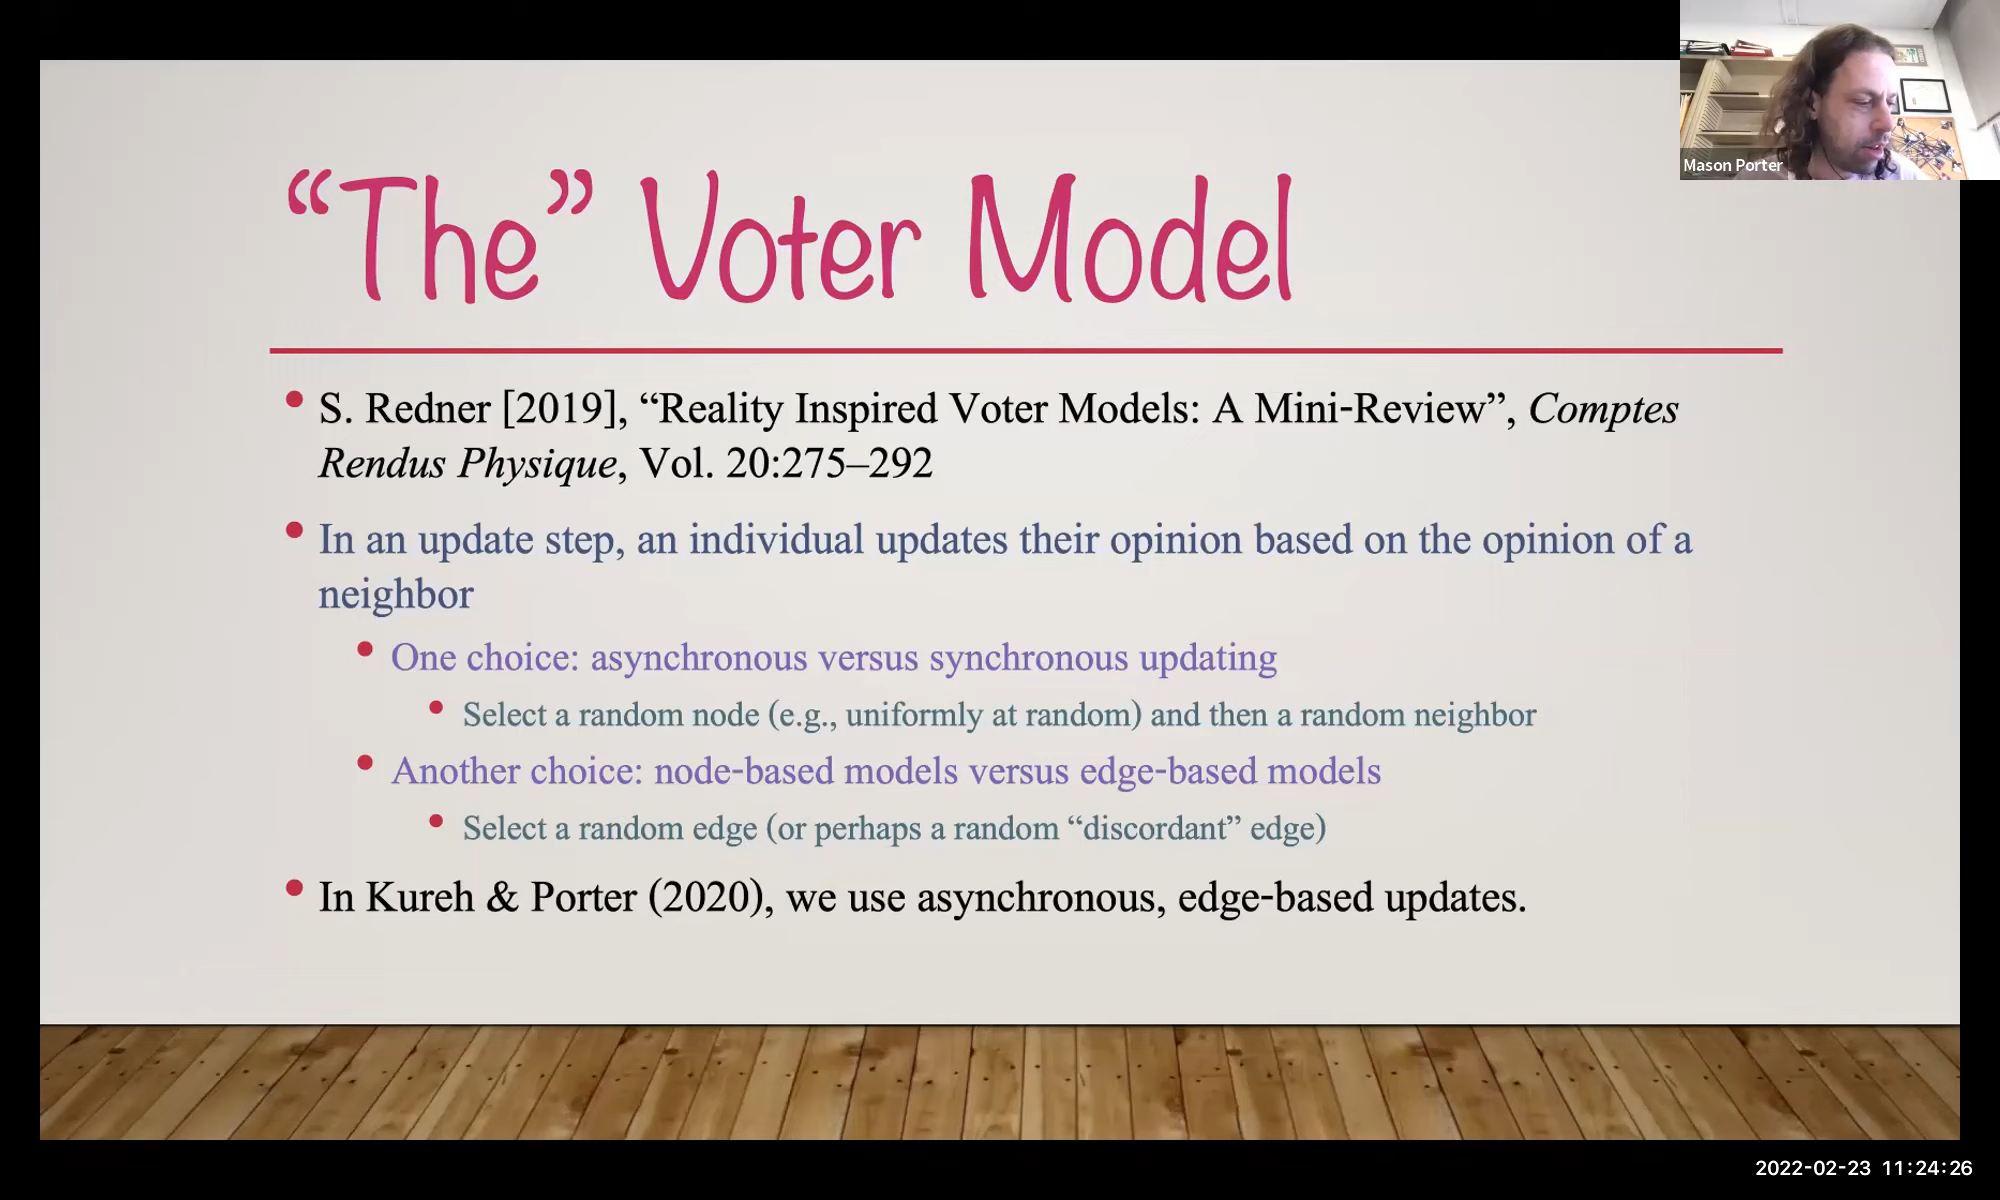 “The” Voter Model
• S. Redner [2019], “Reality Inspired Voter Models: A Mini-Review”, Comptes
Rendus Physique, Vol. 20:275–292
• In an update step, an individual updates their opinion based on the opinion of a
neighbor
• One choice: asynchronous versus synchronous updating
• Select a random node (e.g., uniformly at random) and then a random neighbor
• Another choice: node-based models versus edge-based models
• Select a random edge (or perhaps a random “discordant” edge)
• In Kureh & Porter (2020), we use asynchronous, edge-based updates.
Mason Porter
2022-02-23 11:24:26